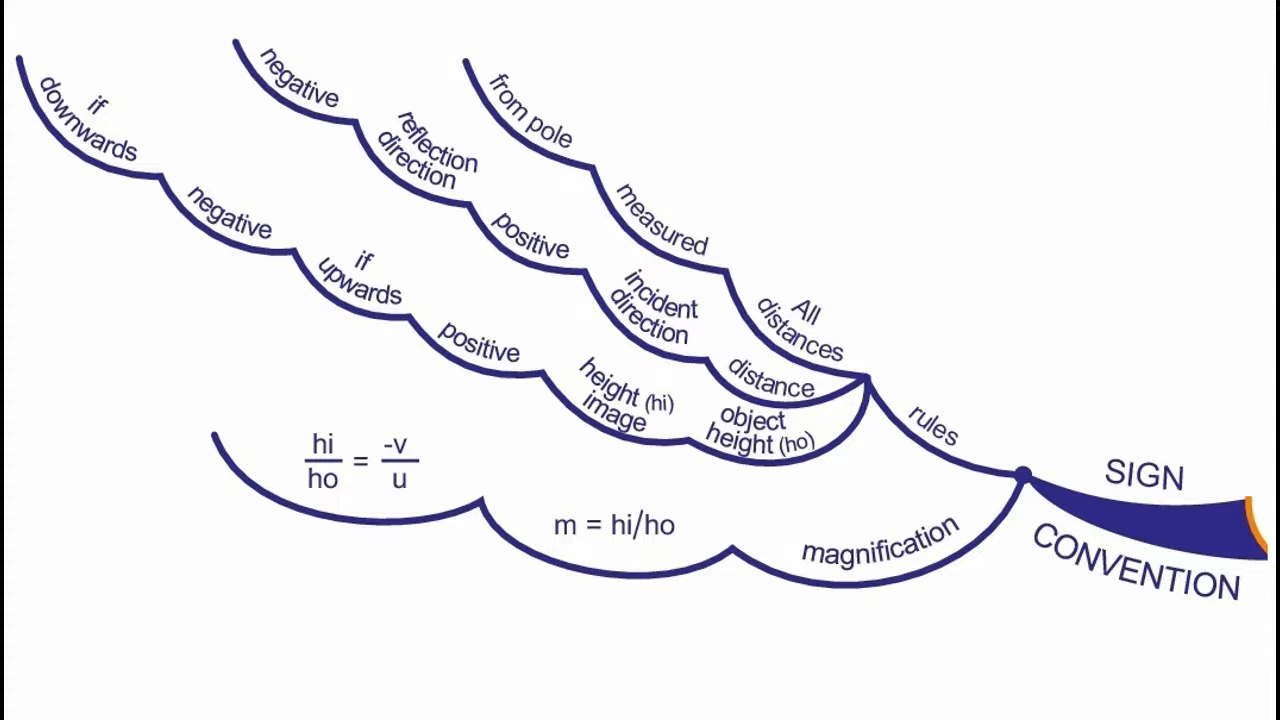 SIGN
CONVENTION
rules
All
distances
measured
from pole
distance
incident
direction
positive
reflection
direction
negative
object
height (ho)
height (hi)
image
positive
if
upwards
negative
if
downwards
magnification
m = hi/ho
hi/ho = -v/u